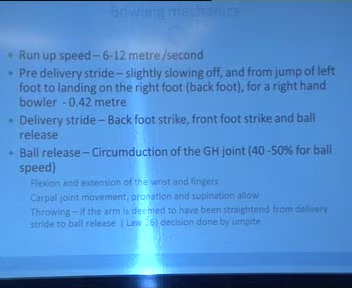 Bowling mechanics
• Run up speed – 6-12 metre/second
• Pre delivery stride – slightly slowing off, and from jump of left
foot to landing on the right foot (back foot), for a right hand
bowler - 0.42 metre
• Delivery stride – Back foot strike, front foot strike and ball
release
• Ball release – Circumduction of the GH joint (40 -50% for ball
speed)
Flexion and extension of the wrist and fingers
Carpal joint movement, pronation and supination allow
Throwing – if the arm is deemed to have been straightend from delivery
stride to ball release ( Law 26) decision done by umpite